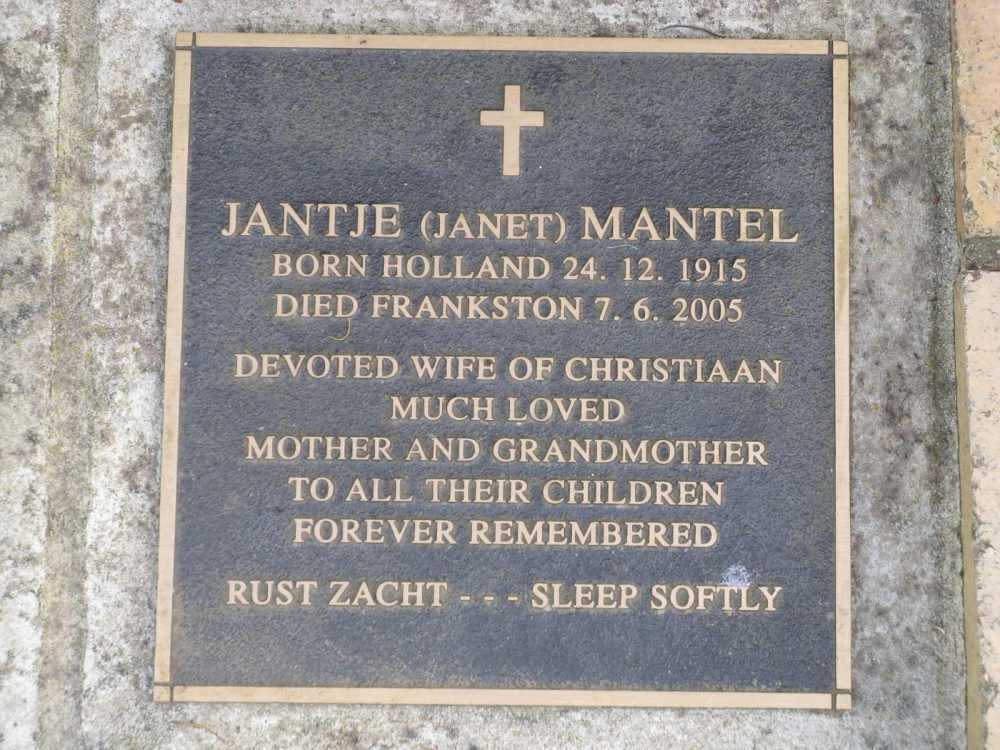 JANTJE (JANET) MANTEL
BORN HOLLAND 24. 12. 1915
DIED FRANKSTON 7. 6. 2005
DEVOTED WIFE OF CHRISTIAAN
MUCH LOVED
MOTHER AND GRANDMOTHER
TO ALL THEIR CHILDREN
FOREVER REMEMBERED
RUST ZACHT - - - SLEEP SOFTLY